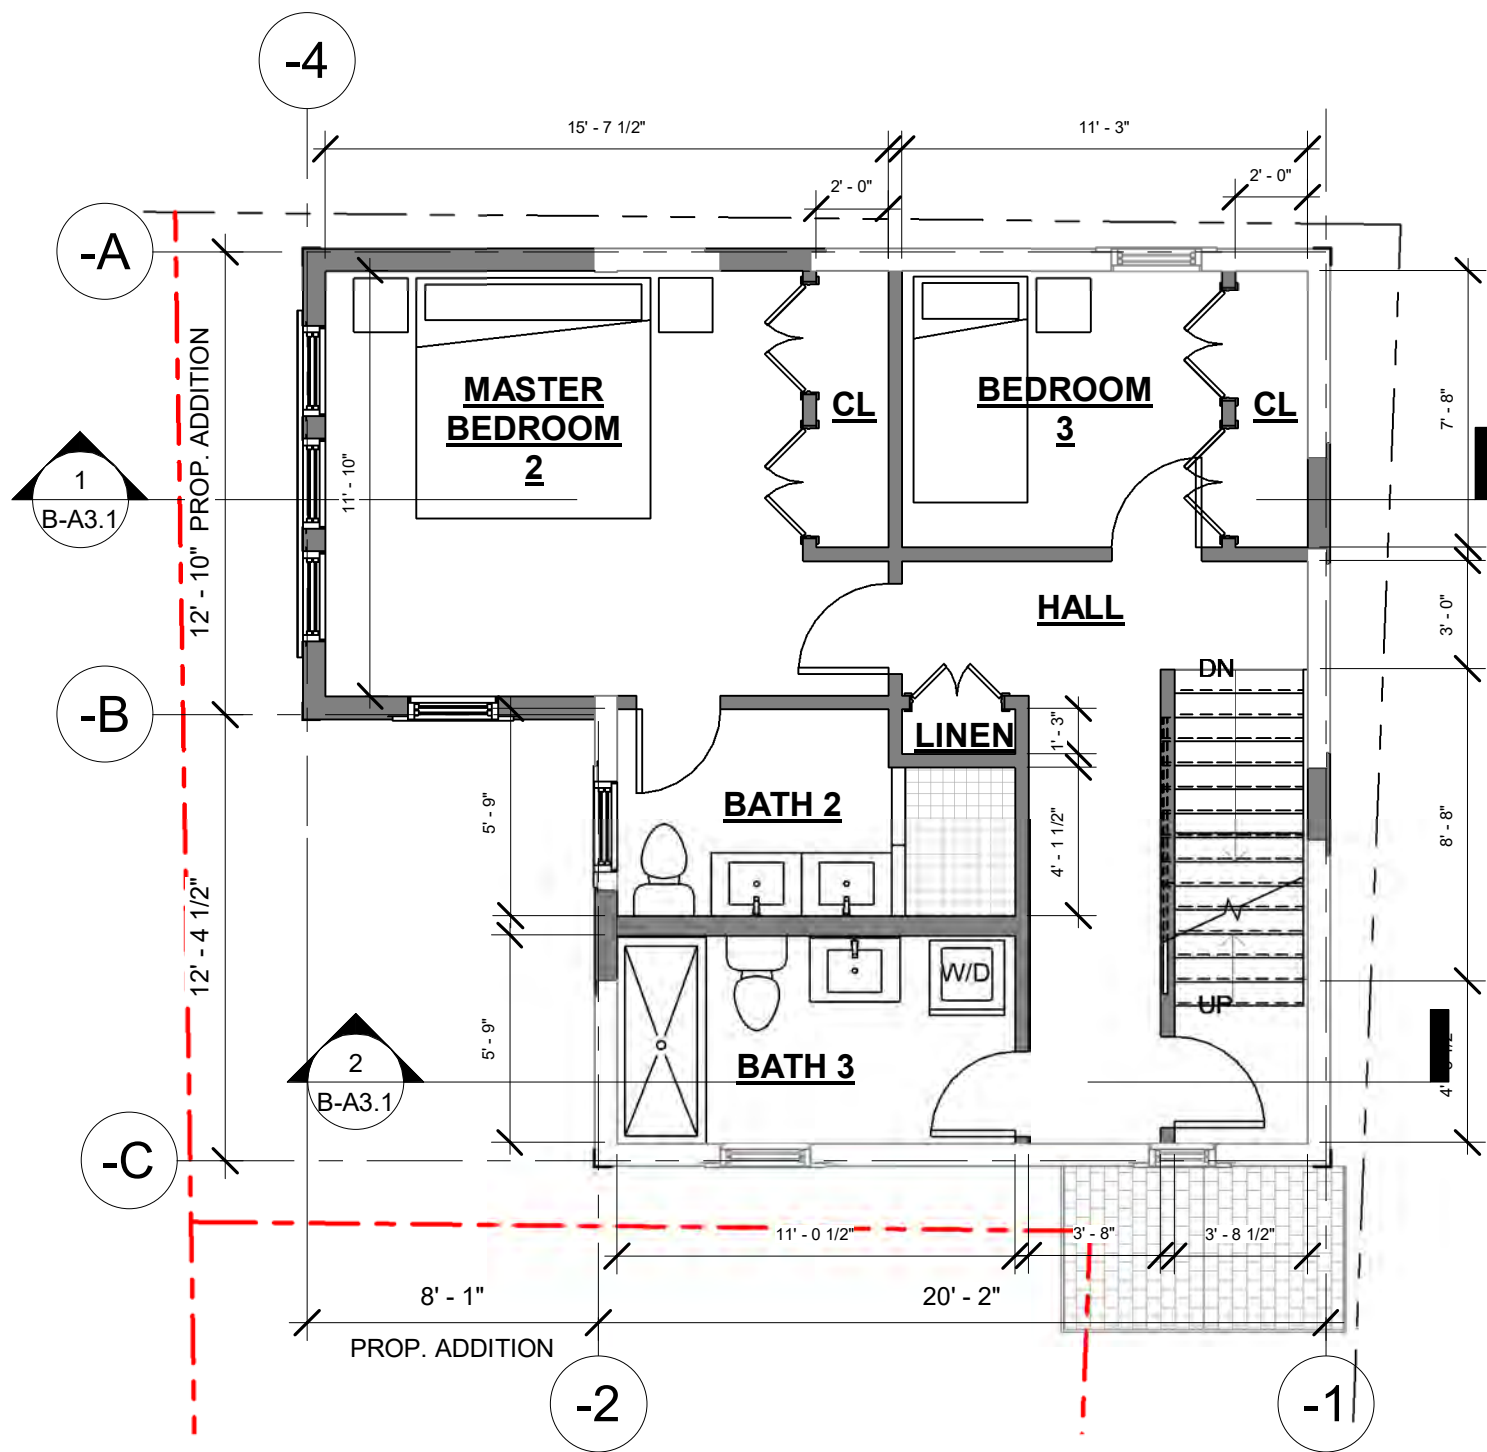 -4
15' - 7 1/2"
11' - 3"
2' - 0"
2' - 0"
-A
12' - 10" PROP. ADDITION
11' - 10"
MASTER
BEDROOM
2
CL
BEDROOM
3
CL
7' - 8"
1
B-A3.1
HALL
3' - 0"
-B
DN
LINEN
1' - 3"
BATH 2
5' - 9"
4' - 1 1/2"
8' - 8"
12' - 4 1/2"
W/D
UP
5' - 9"
BATH 3
2
B-A3.1
-C
11' - 0 1/2"
3' - 8"
3' - 8 1/2"
8' - 1"
20' - 2"
PROP. ADDITION
-2
-1